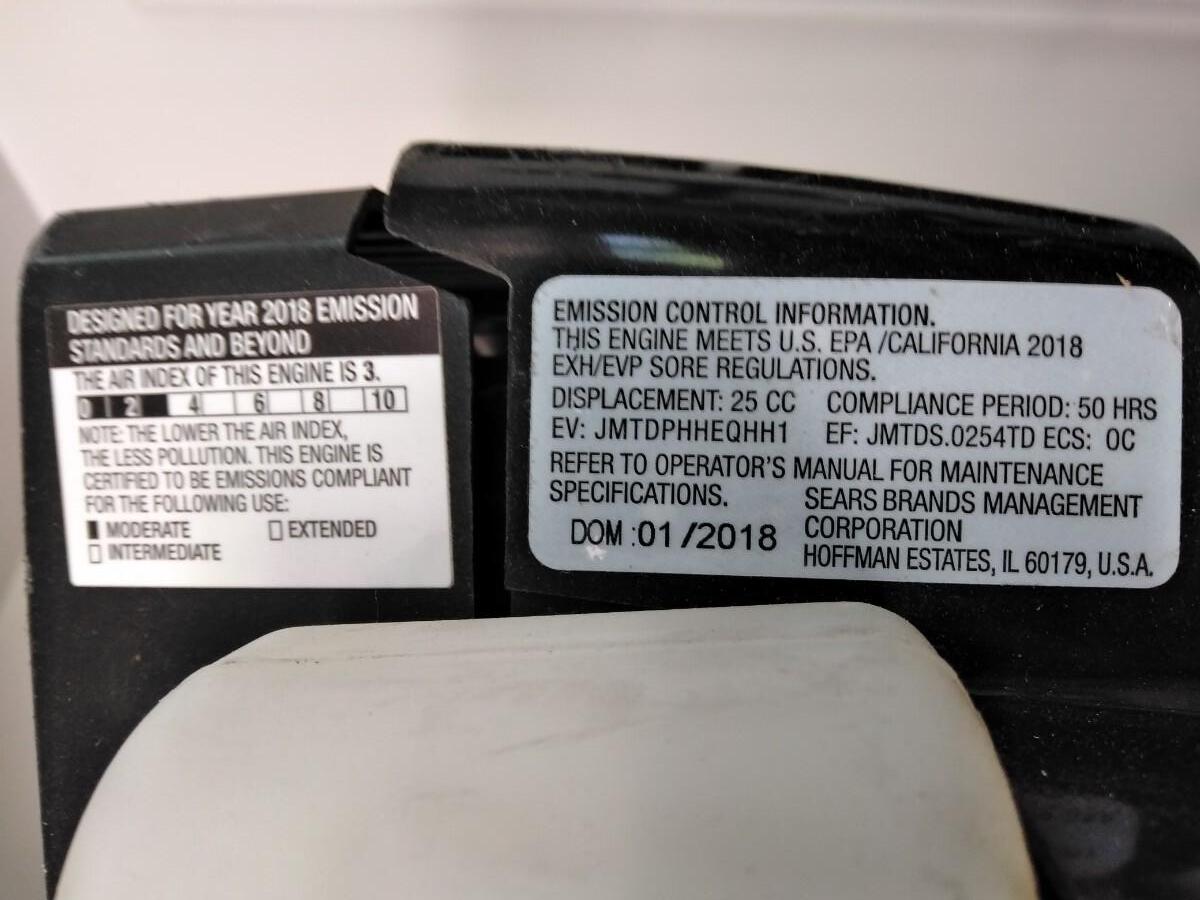 DESIGNED FOR YEAR 2018 EMISSION
STANDARDS AND BEYOND
THE AIR INDEX OF THIS ENGINE IS 3.
0 2 4 6 8 10
NOTE: THE LOWER THE AIR INDEX,
THE LESS POLLUTION. THIS ENGINE IS
CERTIFIED TO BE EMISSIONS COMPLIANT
FOR THE FOLLOWING USE:
MODERATE EXTENDED
INTERMEDIATE
EMISSION CONTROL INFORMATION.
THIS ENGINE MEETS U.S. EPA /CALIFORNIA 2018
EXH/EVP SORE REGULATIONS.
DISPLACEMENT: 25 CC COMPLIANCE PERIOD: 50 HRS
EV: JMTDPHHEQHH1 EF: JMTDS.0254TD ECS: OC
REFER TO OPERATOR'S MANUAL FOR MAINTENANCE
SPECIFICATIONS. SEARS BRANDS MANAGEMENT
DOM :01/2018 CORPORATION
HOFFMAN ESTATES, IL 60179, U.S.A.